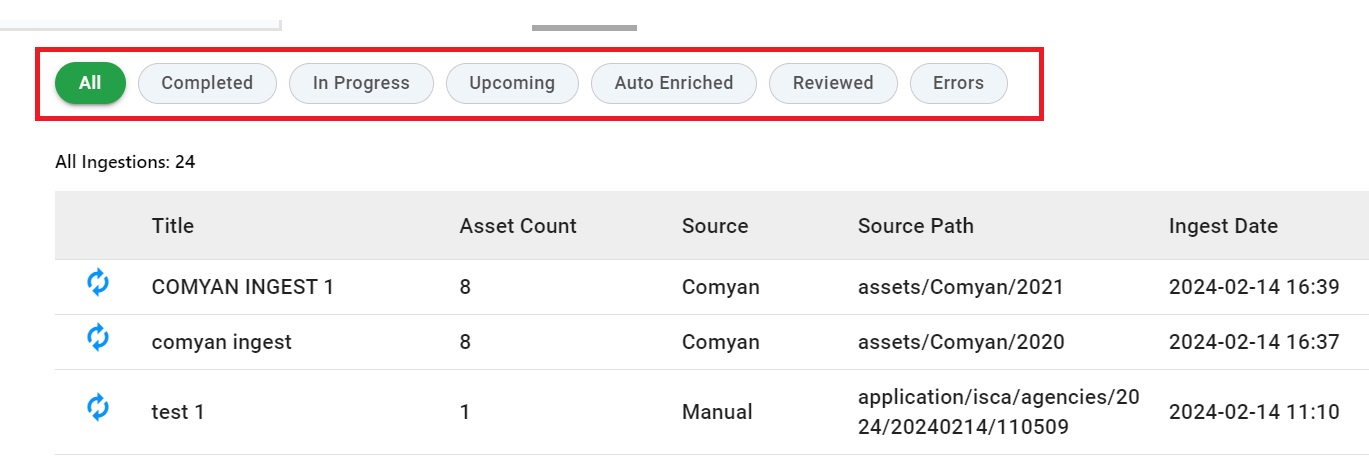 All Completed In Progress Upcoming Auto Enriched Reviewed Errors
All Ingestions: 24
Title Asset Count Source Source Path Ingest Date
COMYAN INGEST 1 8 Comyan assets/Comyan/2021 2024-02-14 16:39
comyan ingest 8 Comyan assets/Comyan/2020 2024-02-14 16:37
test 1 1 Manual application/isca/agencies/20 2024-02-14 11:10
24/20240214/110509